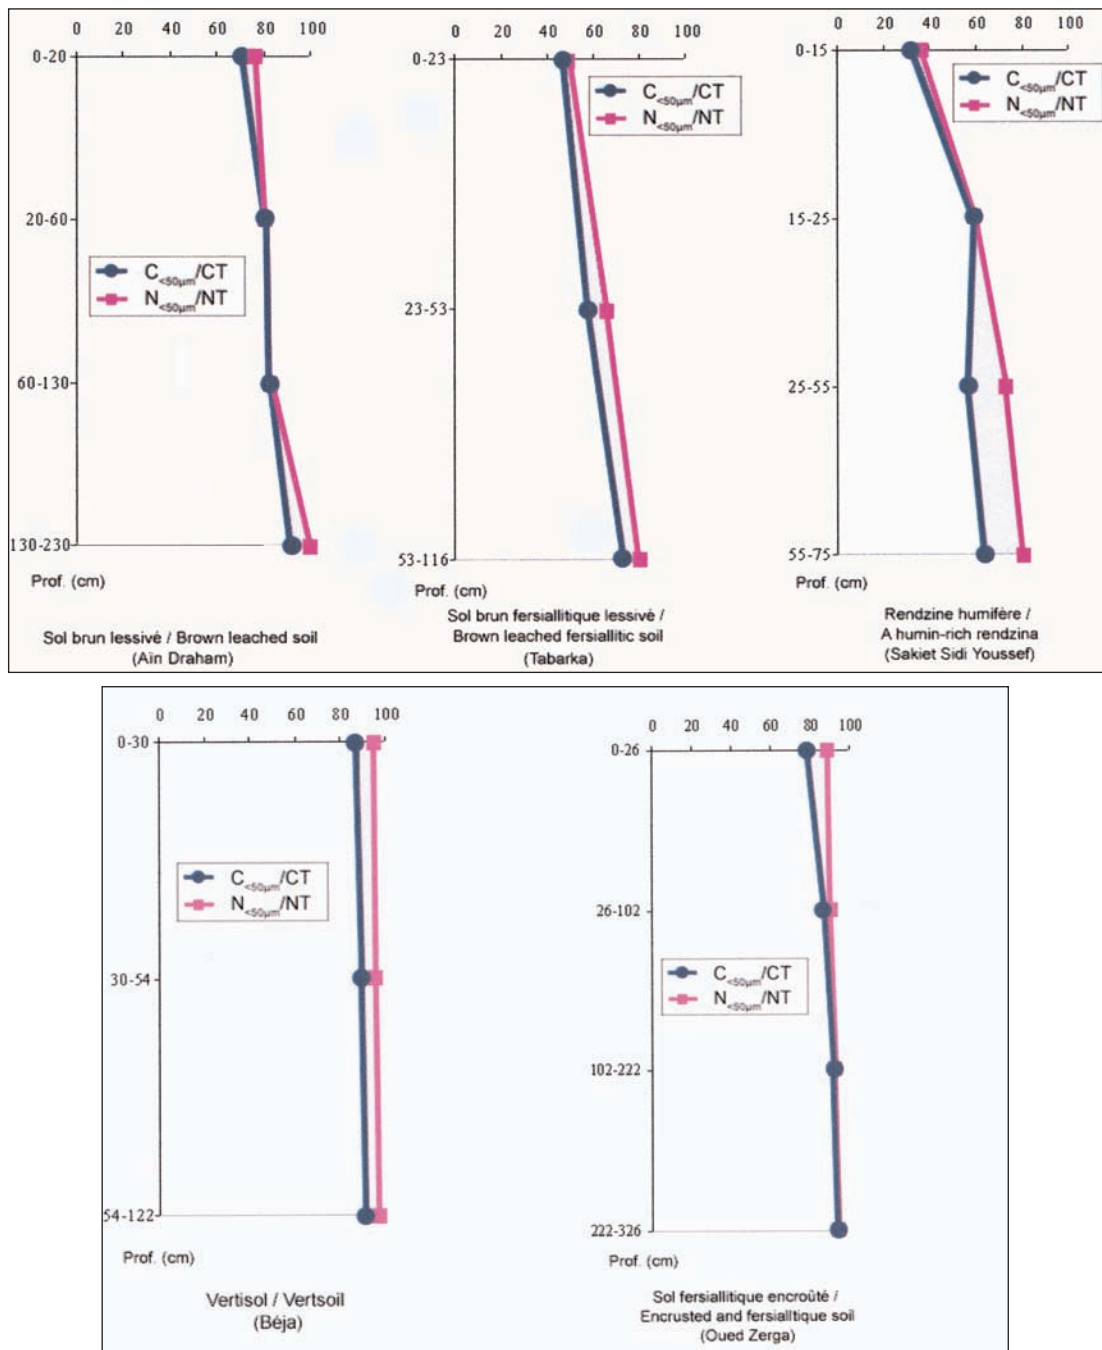 0 20 40 60 80 100
0-20
20-60
60-130
130-230
C<50µm/CT
N<50µm/NT
Prof. (cm)
Sol brun lessivé / Brown leached soil
(Aïn Draham)
0 20 40 60 80 100
0-23
23-53
53-116
C<50µm/CT
N<50µm/NT
Prof. (cm)
Sol brun fersiallitique lessivé /
Brown leached fersiallitic soil
(Tabarka)
0 20 40 60 80 100
0-15
15-25
25-55
55-75
C<50µm/CT
N<50µm/NT
Prof. (cm)
Rendzine humifère /
A humin-rich rendzina
(Sakiet Sidi Youssef)
0 20 40 60 80 100
0-30
30-54
54-122
C<50µm/CT
N<50µm/NT
Prof. (cm)
Vertisol / Vertsoil
(Béja)
0 20 40 60 80 100
0-26
26-102
102-222
222-326
C<50µm/CT
N<50µm/NT
Prof. (cm)
Sol fersiallitique encroûté /
Encrusted and fersialltique soil
(Oued Zerga)